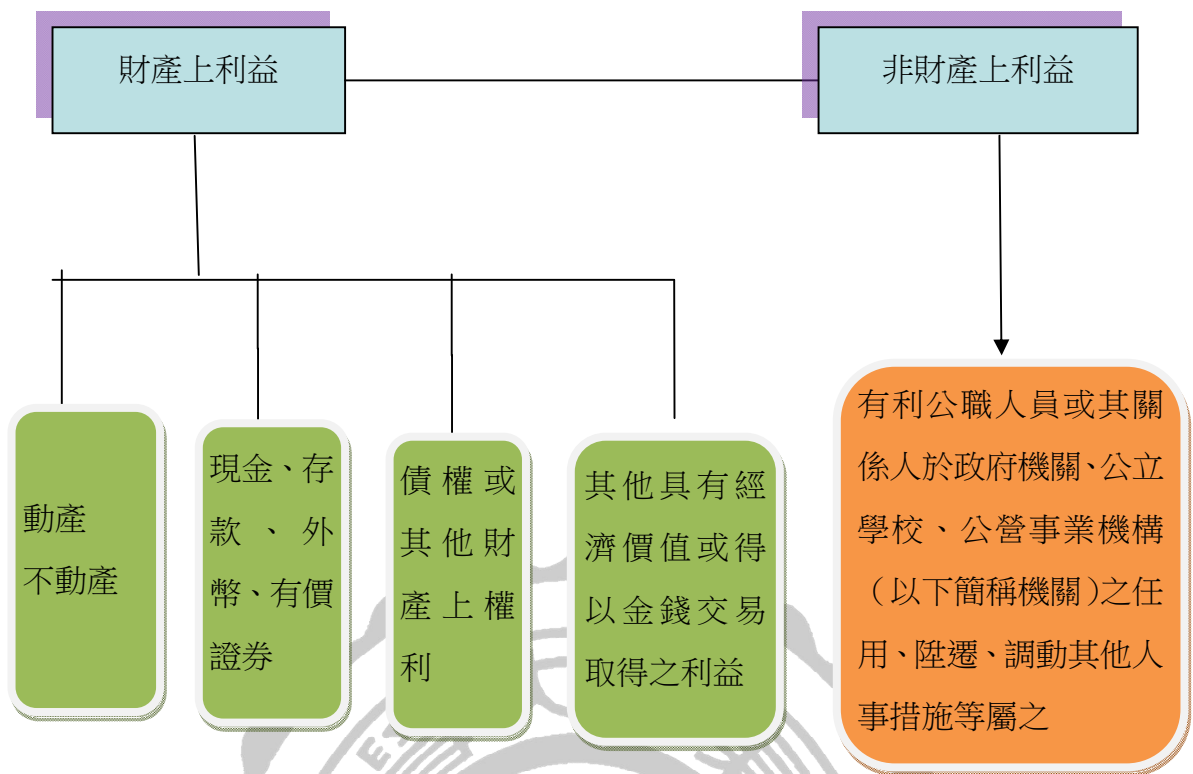 財產上利益
非財產上利益
動產
不動產
現金、存
款、外
幣、有價
證券
債權或
其他財
產上權
利
其他具有經
濟價值或得
以金錢交易
取得之利益
有利公職人員或其關
係人於政府機關、公立
學校、公營事業機構
（以下簡稱機關）之任
用、陞遷、調動其他人
事措施等屬之